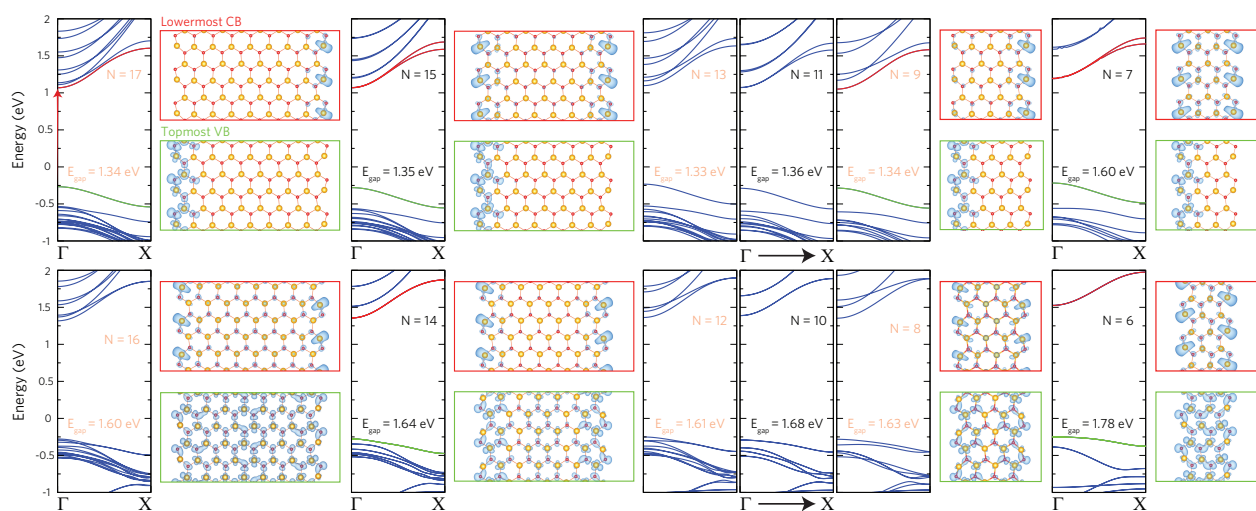 Lowermost CB
Topmost VB
Energy (eV)
2
1.5
1
0.5
0
-0.5
-1
N = 17
E_gap = 1.34 eV
N = 15
E_gap = 1.35 eV
N = 13
E_gap = 1.33 eV
N = 11
E_gap = 1.36 eV
N = 9
E_gap = 1.34 eV
N = 7
E_gap = 1.60 eV
Γ X
Γ X
Γ X
Γ X
Energy (eV)
2
1.5
1
0.5
0
-0.5
-1
N = 16
E_gap = 1.60 eV
N = 14
E_gap = 1.64 eV
N = 12
E_gap = 1.61 eV
N = 10
E_gap = 1.68 eV
N = 8
E_gap = 1.63 eV
N = 6
E_gap = 1.78 eV
Γ X
Γ X
Γ X
Γ X